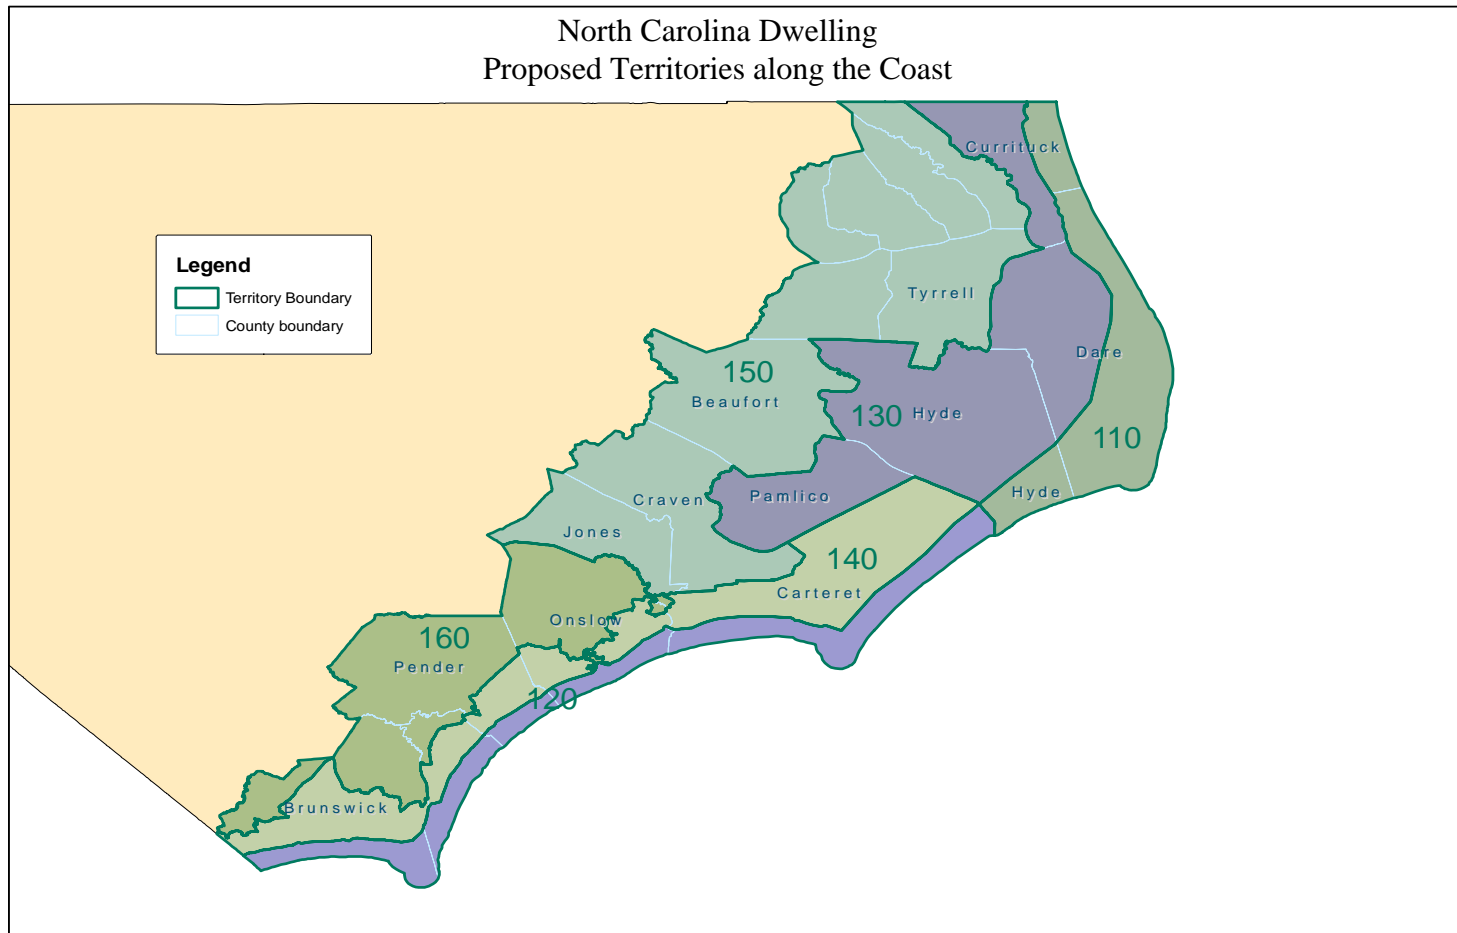 North Carolina Dwelling
Proposed Territories along the Coast
Currituck
Legend
Territory Boundary
County boundary
Tyrrell
Dare
150
Beaufort
130
Hyde
110
Craven
Pamlico
Hyde
Jones
140
Carteret
Onslow
160
Pender
120
Brunswick